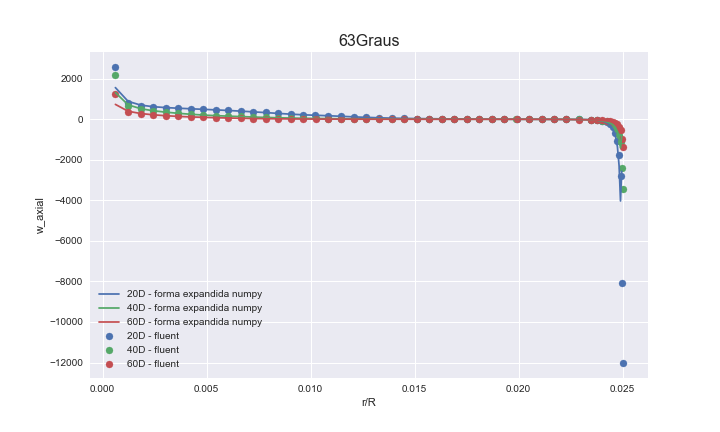 63Graus
2000
0
−2000
−4000
−6000
−8000
−10000
−12000
w_axial
20D - forma expandida numpy
40D - forma expandida numpy
60D - forma expandida numpy
20D - fluent
40D - fluent
60D - fluent
0.000 0.005 0.010 0.015 0.020 0.025
r/R